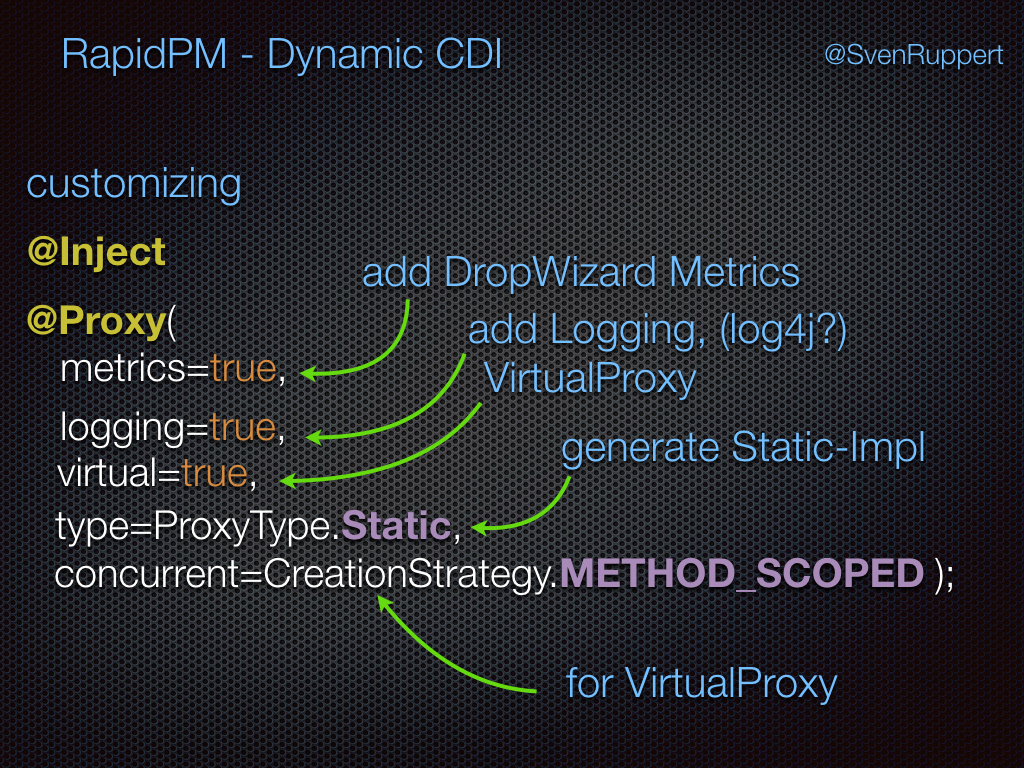 RapidPM - Dynamic CDI
@SvenRuppert
customizing
@Inject
add DropWizard Metrics
@Proxy(
add Logging, (log4j?)
metrics=true,
VirtualProxy
logging=true,
generate Static-Impl
virtual=true,
type=ProxyType.Static,
concurrent=CreationStrategy.METHOD_SCOPED );
for VirtualProxy